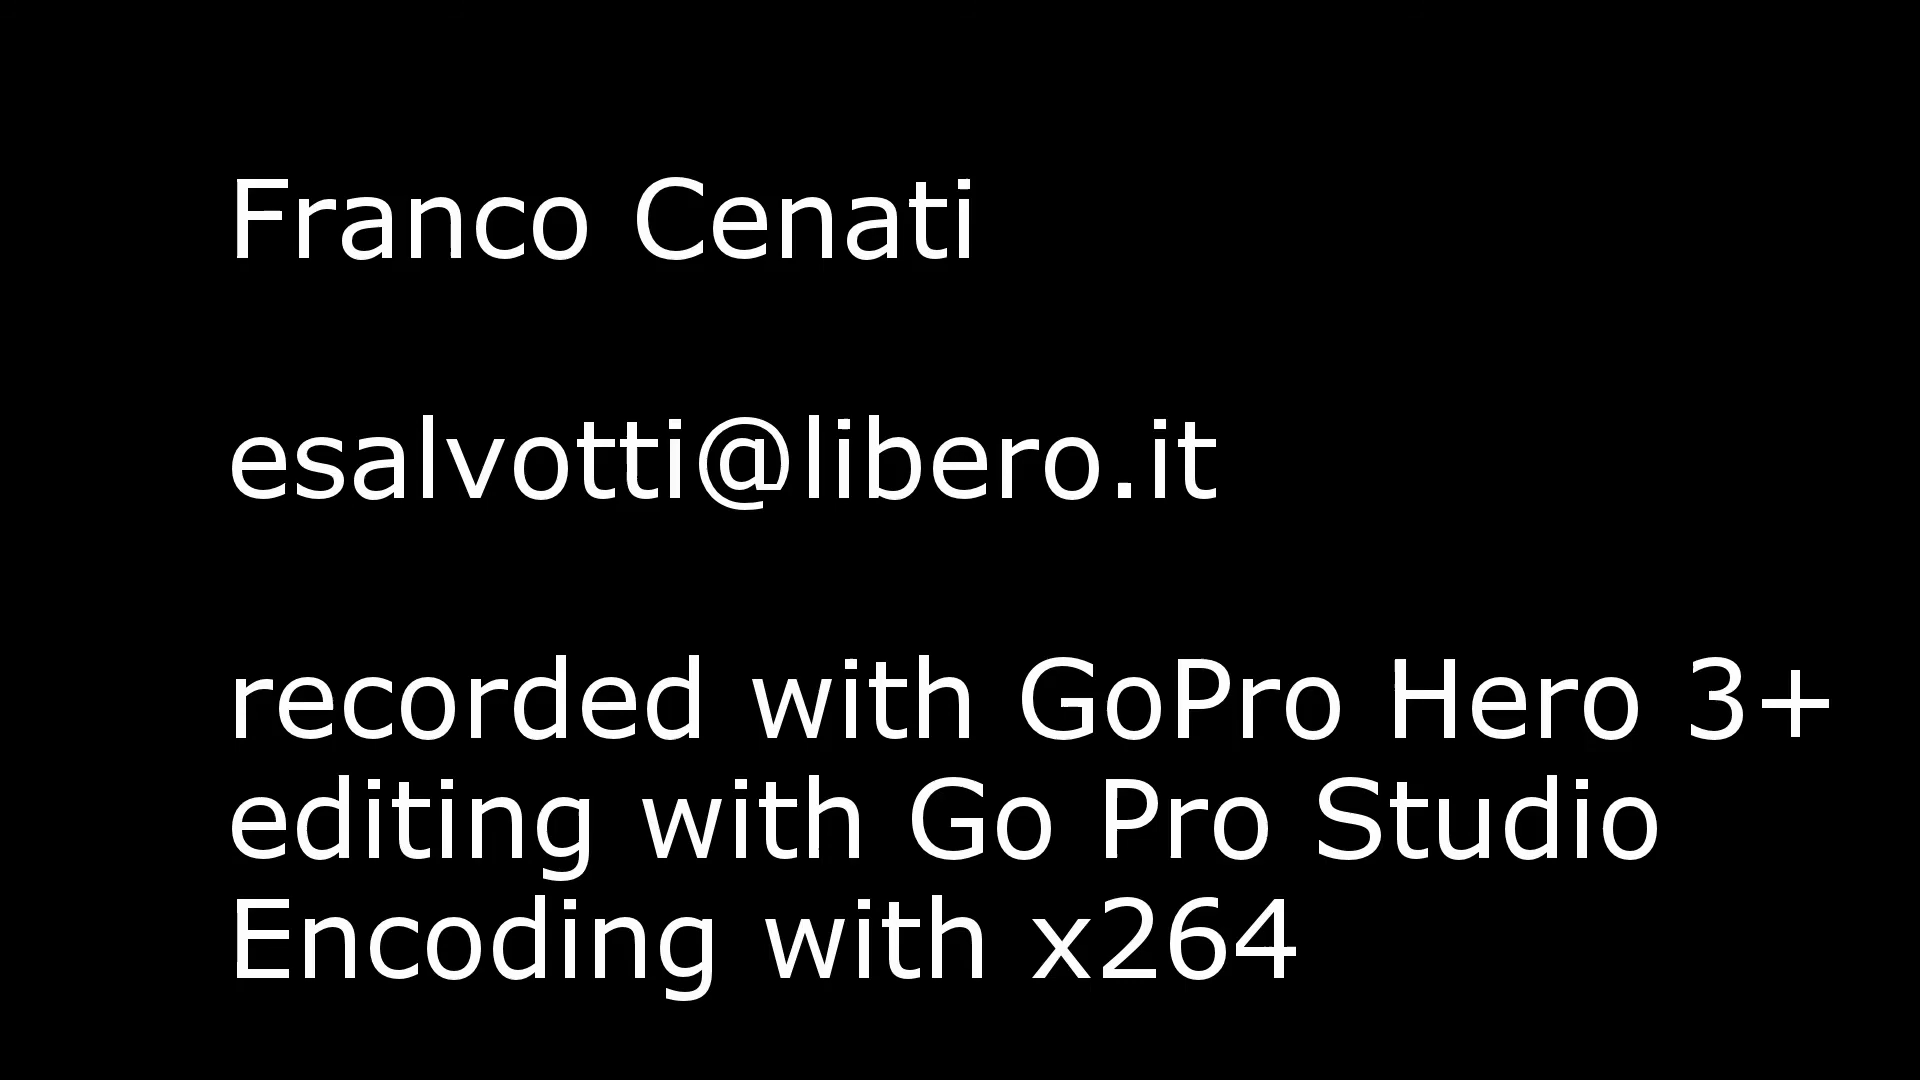 Franco Cenati
esalvotti@libero.it
recorded with GoPro Hero 3+
editing with Go Pro Studio
Encoding with x264